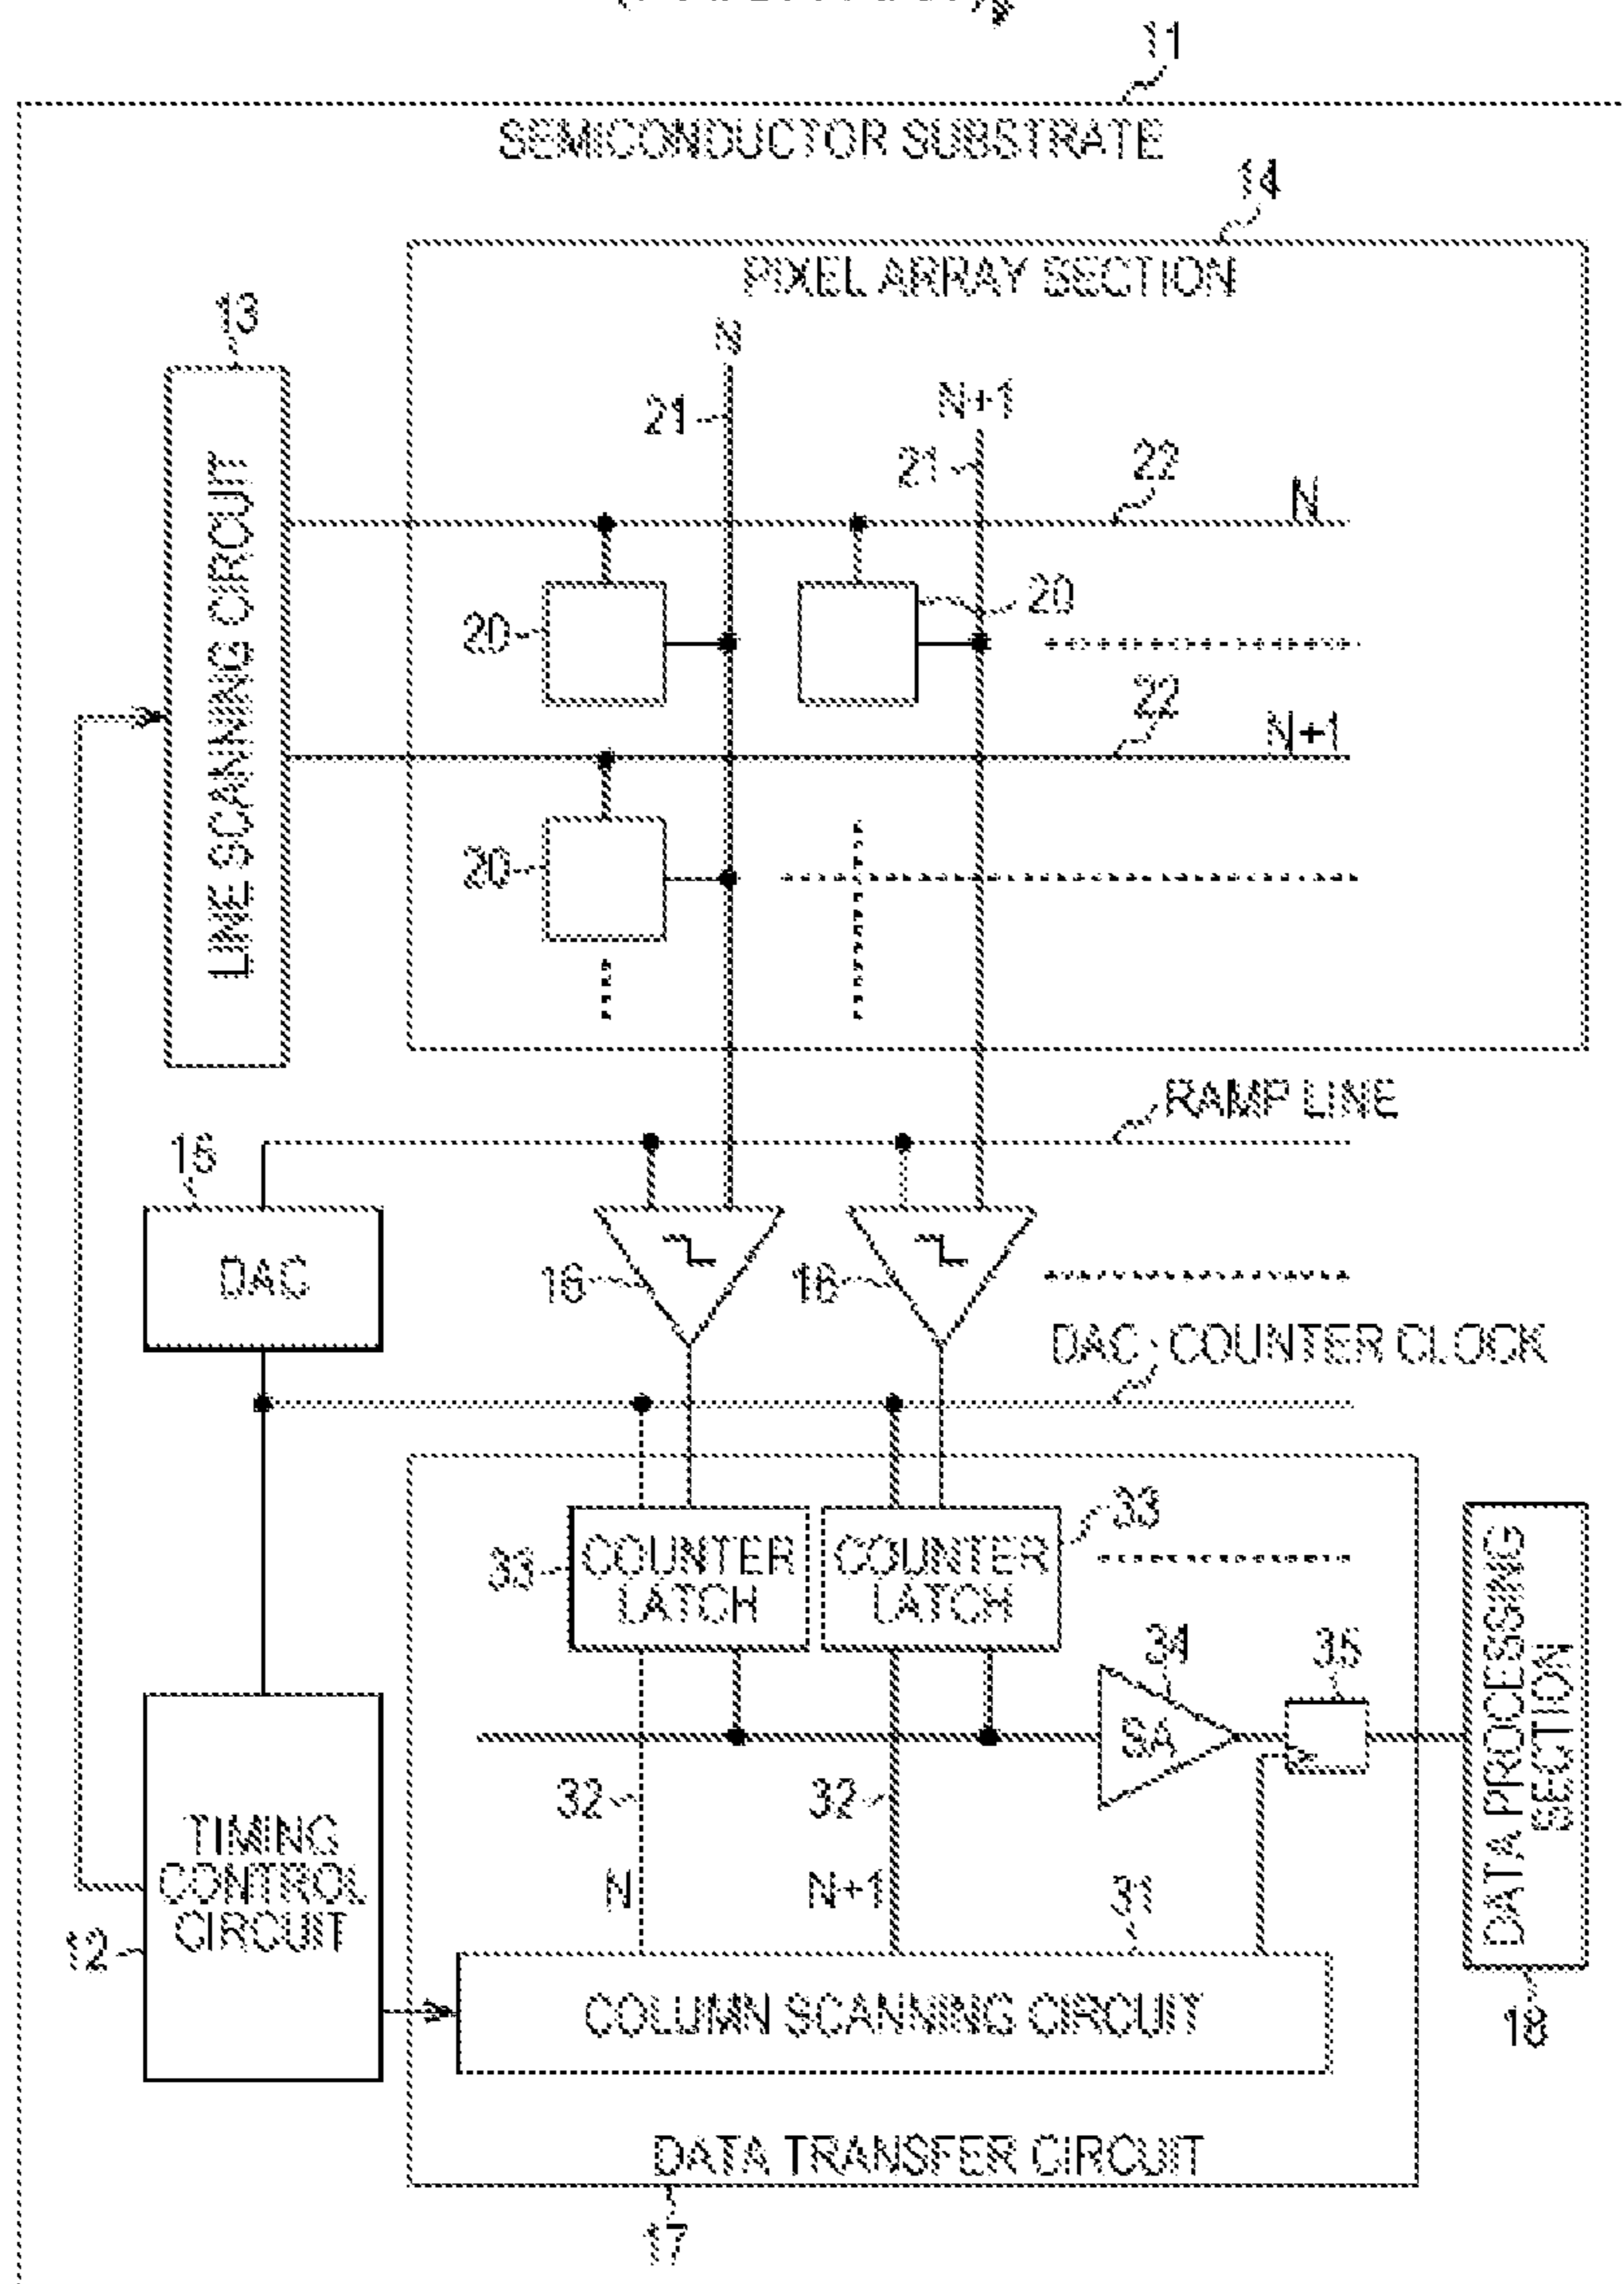 11
SEMICONDUCTOR SUBSTRATE
14
PIXEL ARRAY SECTION
13
N
21
N+1
21
22
N
LINE SCANNING CIRCUIT
20
20
22
N+1
20
RAMP LINE
15
DAC
16
16
DAC · COUNTER CLOCK
33
COUNTER
LATCH
COUNTER
LATCH
33
34
SA
35
DATA PROCESSING
SECTION
32
32
TIMING
CONTROL
CIRCUIT
12
N
N+1
31
COLUMN SCANNING CIRCUIT
18
DATA TRANSFER CIRCUIT
17